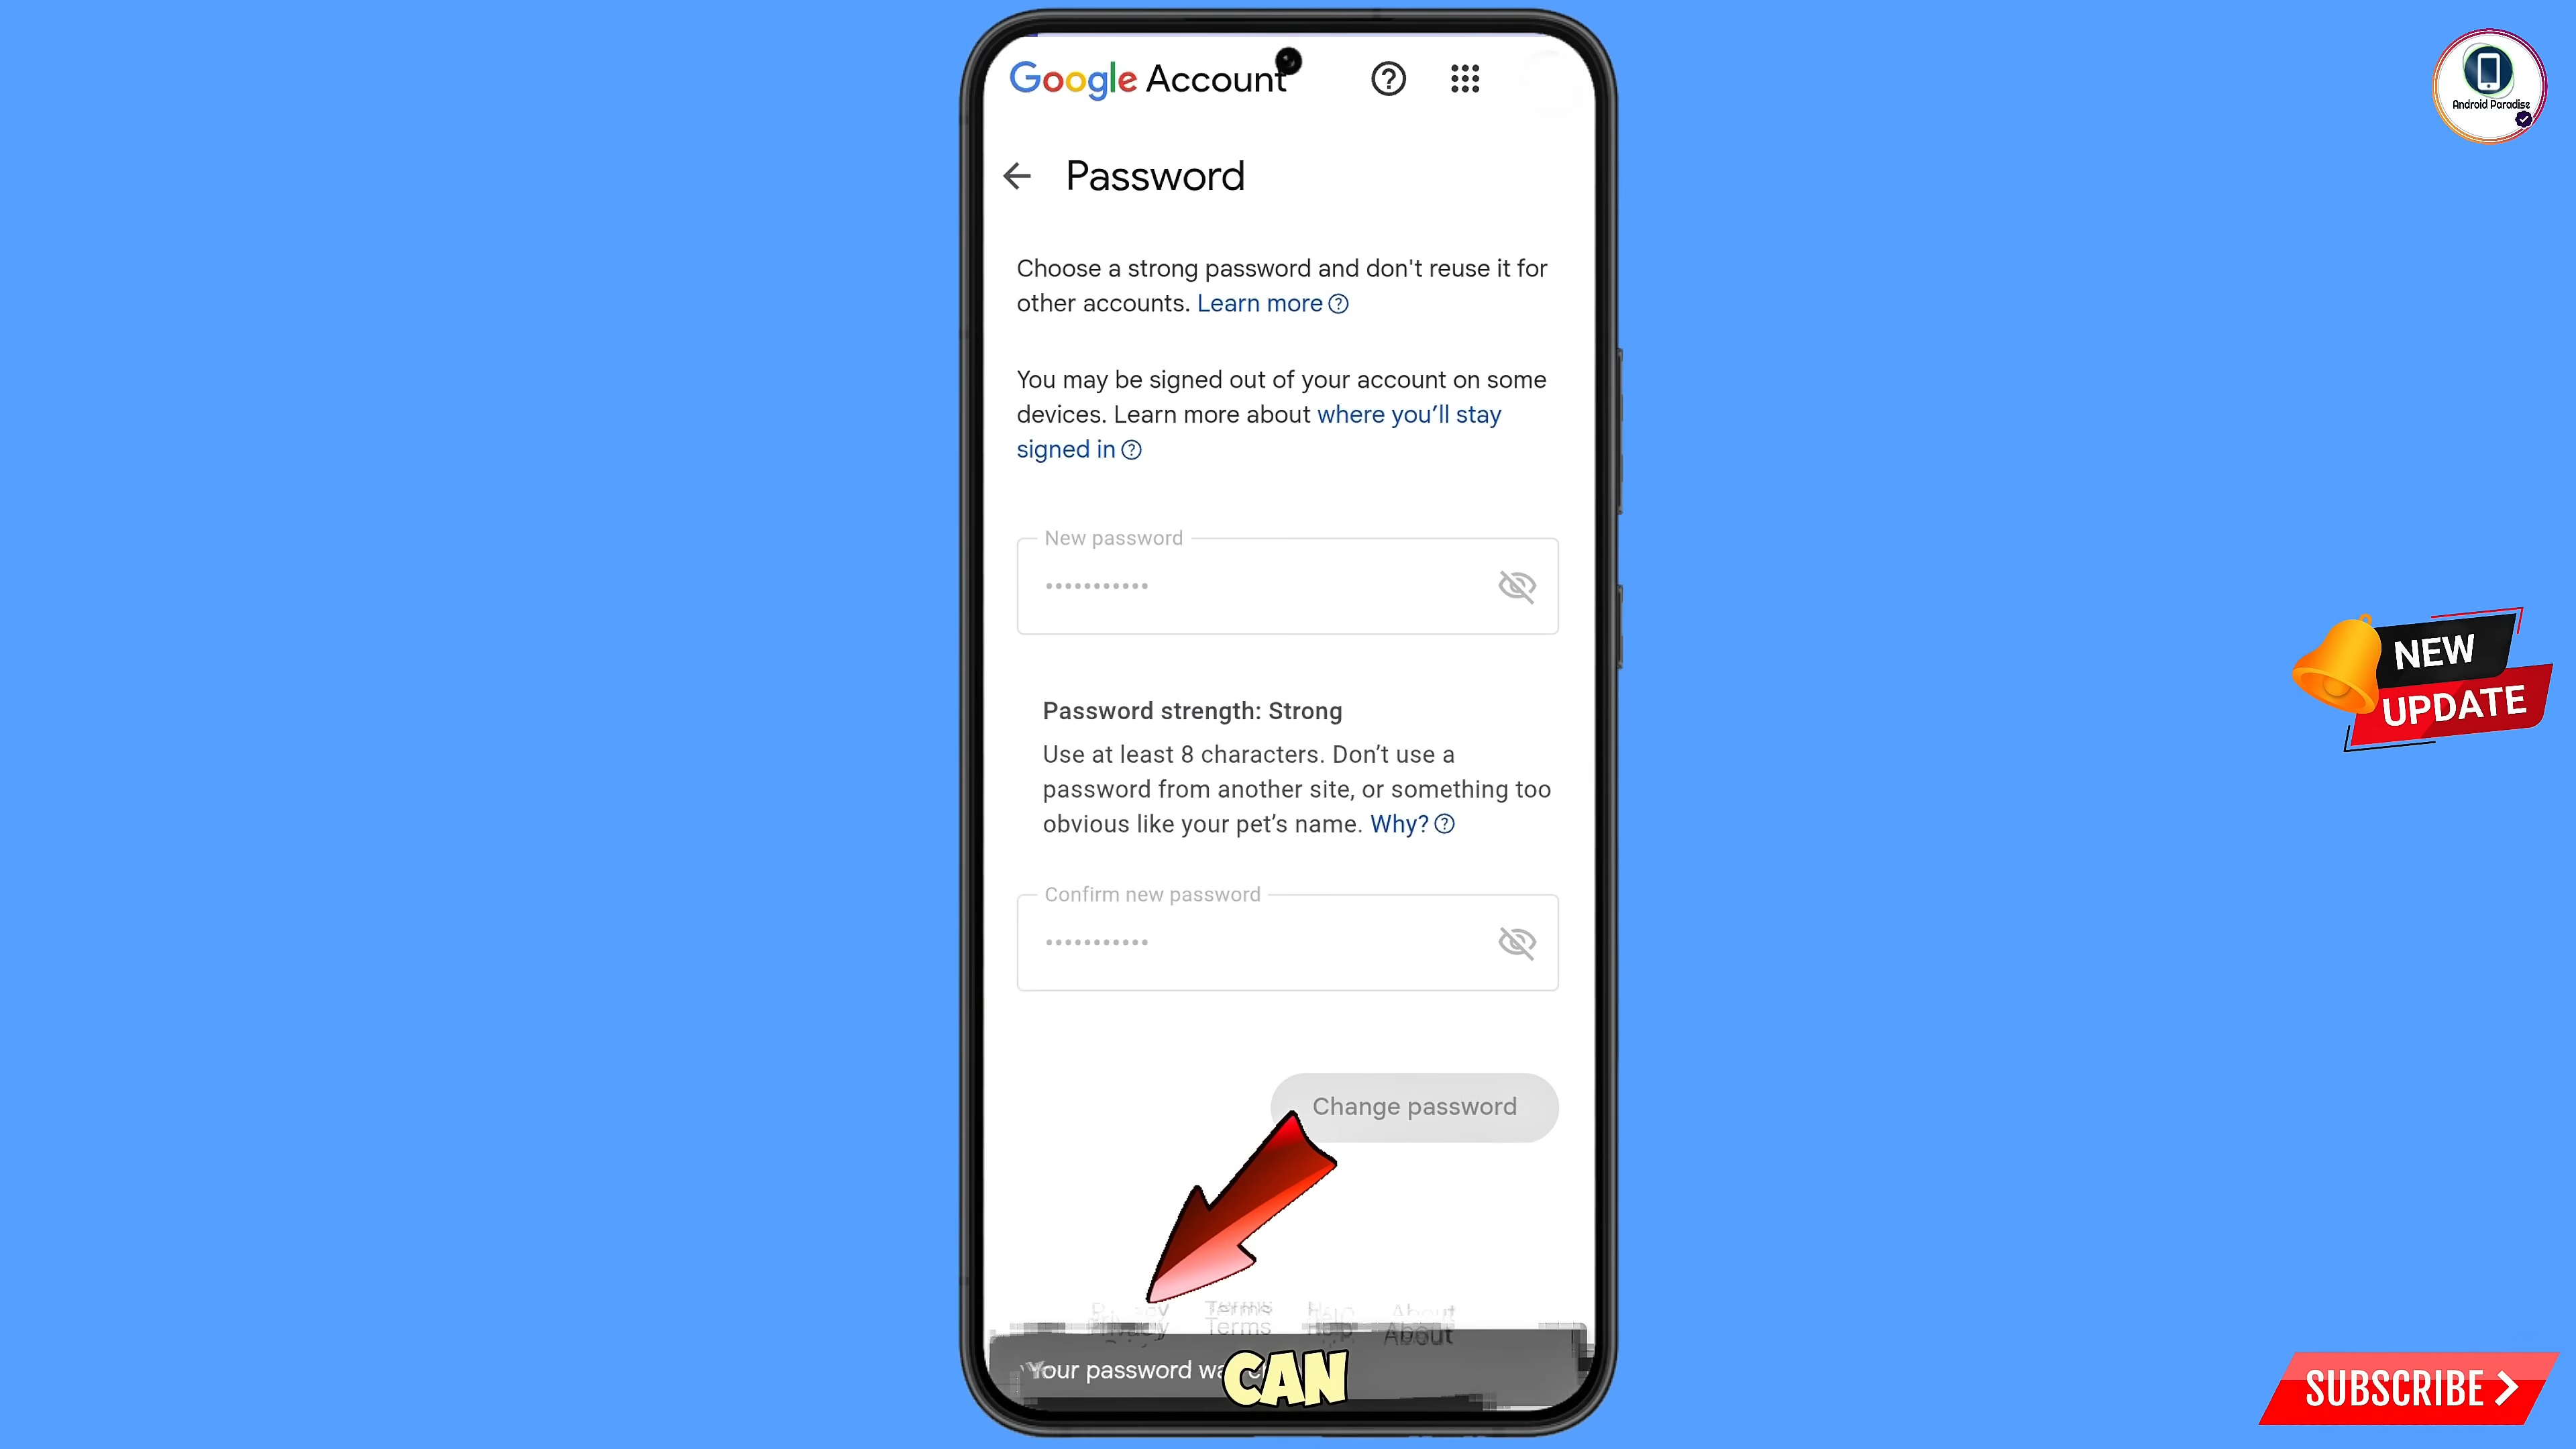 Google Account
Android Paradise
Password
Choose a strong password and don't reuse it for
other accounts. Learn more
You may be signed out of your account on some
devices. Learn more about where you'll stay
signed in
New password
•••••••••••
NEW
UPDATE
Password strength: Strong
Use at least 8 characters. Don't use a
password from another site, or something too
obvious like your pet's name. Why?
Confirm new password
•••••••••••
Change password
Privacy Terms Help About
Your password
CAN
SUBSCRIBE